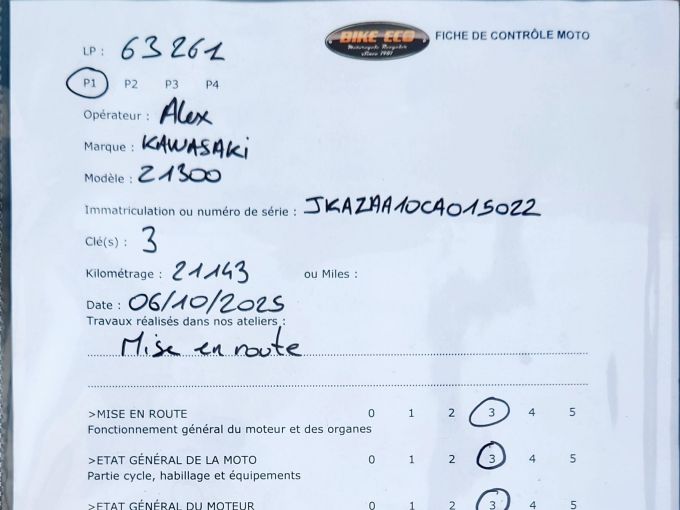 LP : 63261
BIKE ECO
Motorcycle Recyclers
Since 1981
FICHE DE CONTRÔLE MOTO
P1 P2 P3 P4
Opérateur : Alex
Marque : KAWASAKi
Modèle : Z1300
Immatriculation ou numéro de série : JKAZAA10CA015022
Clé(s) : 3
Kilométrage : 21143 ou Miles :
Date : 06/10/2025
Travaux réalisés dans nos ateliers :
Mise en route
>MISE EN ROUTE 0 1 2 3 4 5
Fonctionnement général du moteur et des organes
>ETAT GÉNÉRAL DE LA MOTO 0 1 2 3 4 5
Partie cycle, habillage et équipements
>ETAT GÉNÉRAL DU MOTEUR 0 1 2 3 4 5